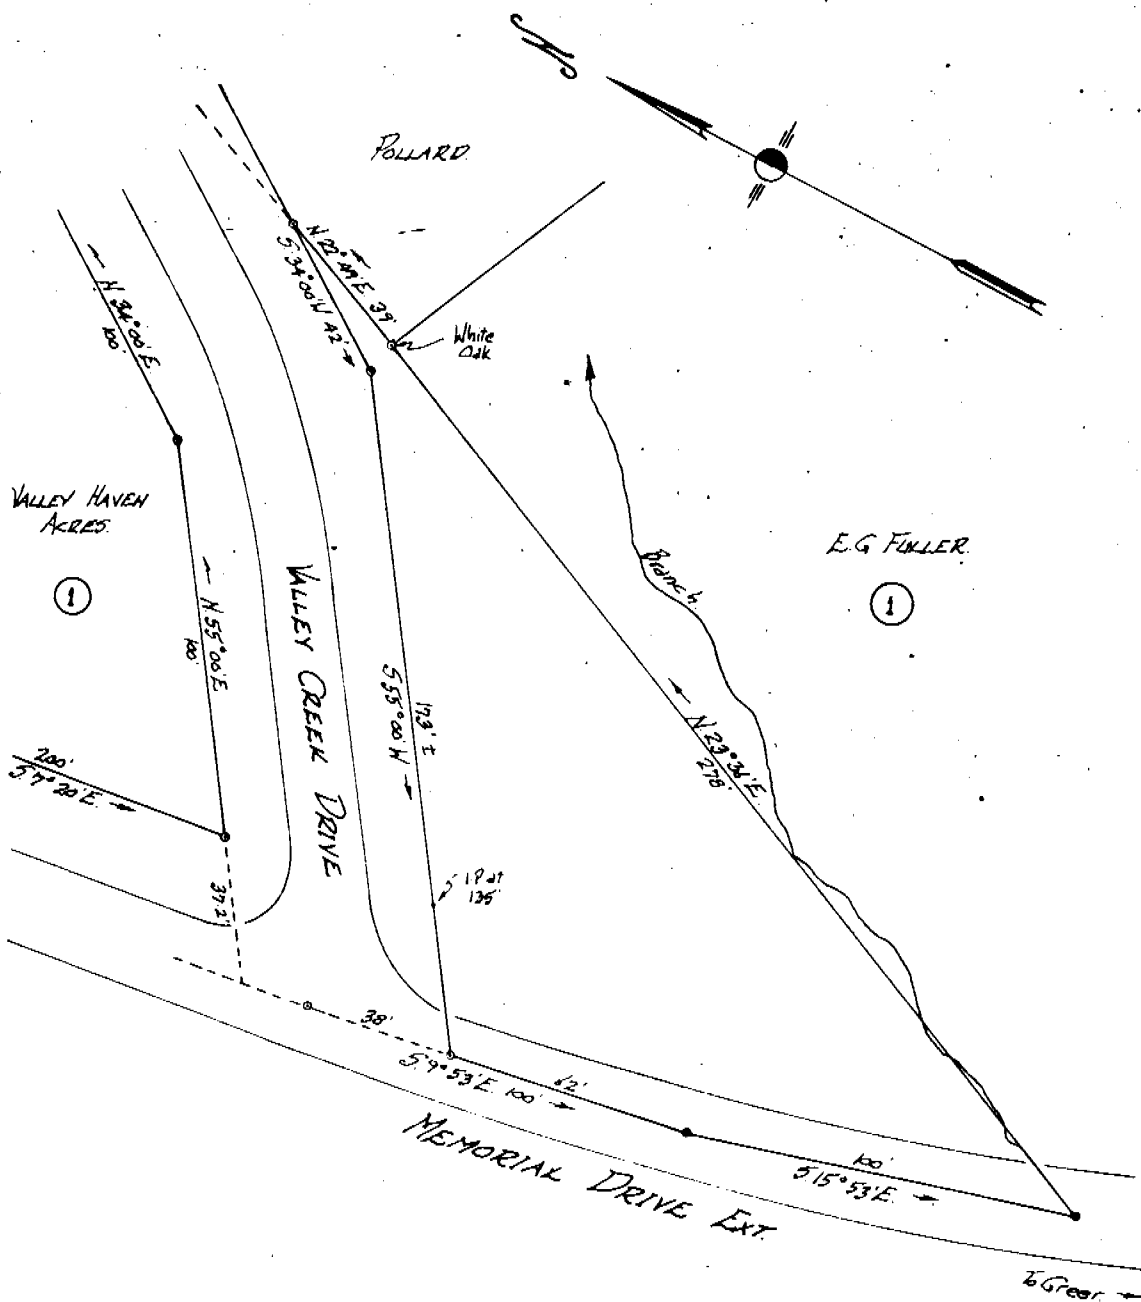 N
POLLARD.
N 22° 49' E 39'
S. 34° 00' W 42'
White
Oak
N 34° 00' E.
100'
VALLEY HAVEN
ACRES.
1
E.G FULLER.
1
Branch.
N 55° 00' E.
100'
VALLEY CREEK DRIVE
173' ±
S 55° 00' W
N 23° 36' E.
278'
200'
S. 7° 20' E.
37.2'
I.P. at
135'
38'
S. 9° 53' E. 100'
62'
100'
S 15° 53' E.
MEMORIAL DRIVE EXT.
To Greer.